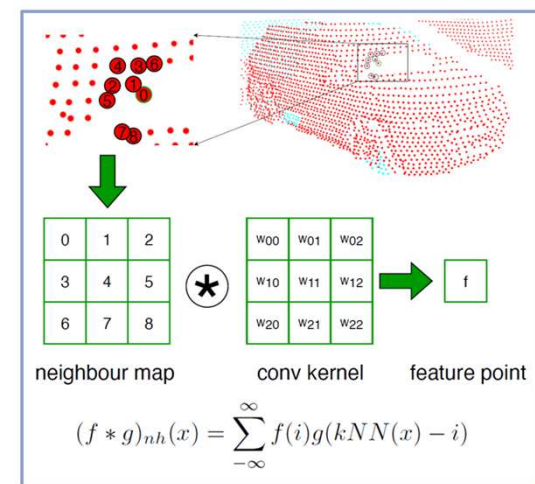 4 3 6
2 1 0
5
7 8
0 1 2
3 4 5
6 7 8
*
w00 w01 w02
w10 w11 w12
w20 w21 w22
f
neighbour map
conv kernel
feature point
(f * g)nh(x) = ∞∑−∞ f(i)g(kNN(x) − i)